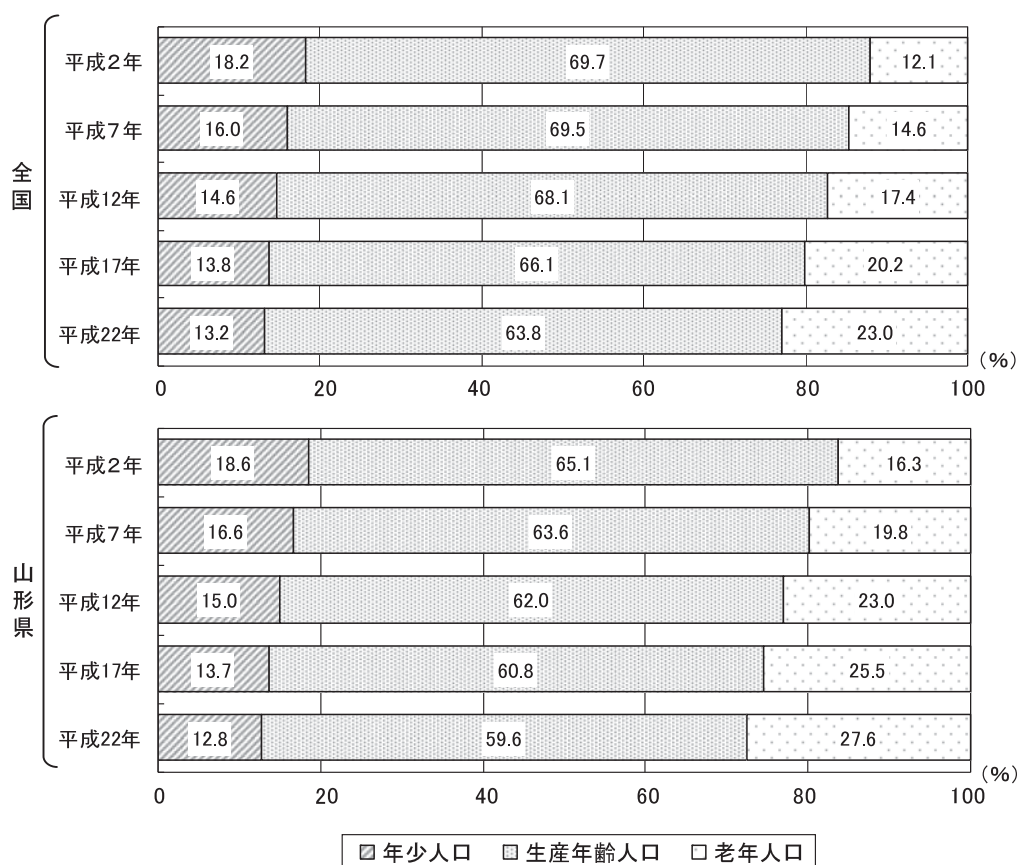 全国
平成2年 18.2 69.7 12.1
平成7年 16.0 69.5 14.6
平成12年 14.6 68.1 17.4
平成17年 13.8 66.1 20.2
平成22年 13.2 63.8 23.0
0 20 40 60 80 100 (%)
山形県
平成2年 18.6 65.1 16.3
平成7年 16.6 63.6 19.8
平成12年 15.0 62.0 23.0
平成17年 13.7 60.8 25.5
平成22年 12.8 59.6 27.6
0 20 40 60 80 100 (%)
年少人口 生産年齢人口 老年人口